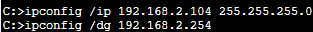 C:>ipconfig /ip 192.168.2.104 255.255.255.0
C:>ipconfig /dg 192.168.2.254